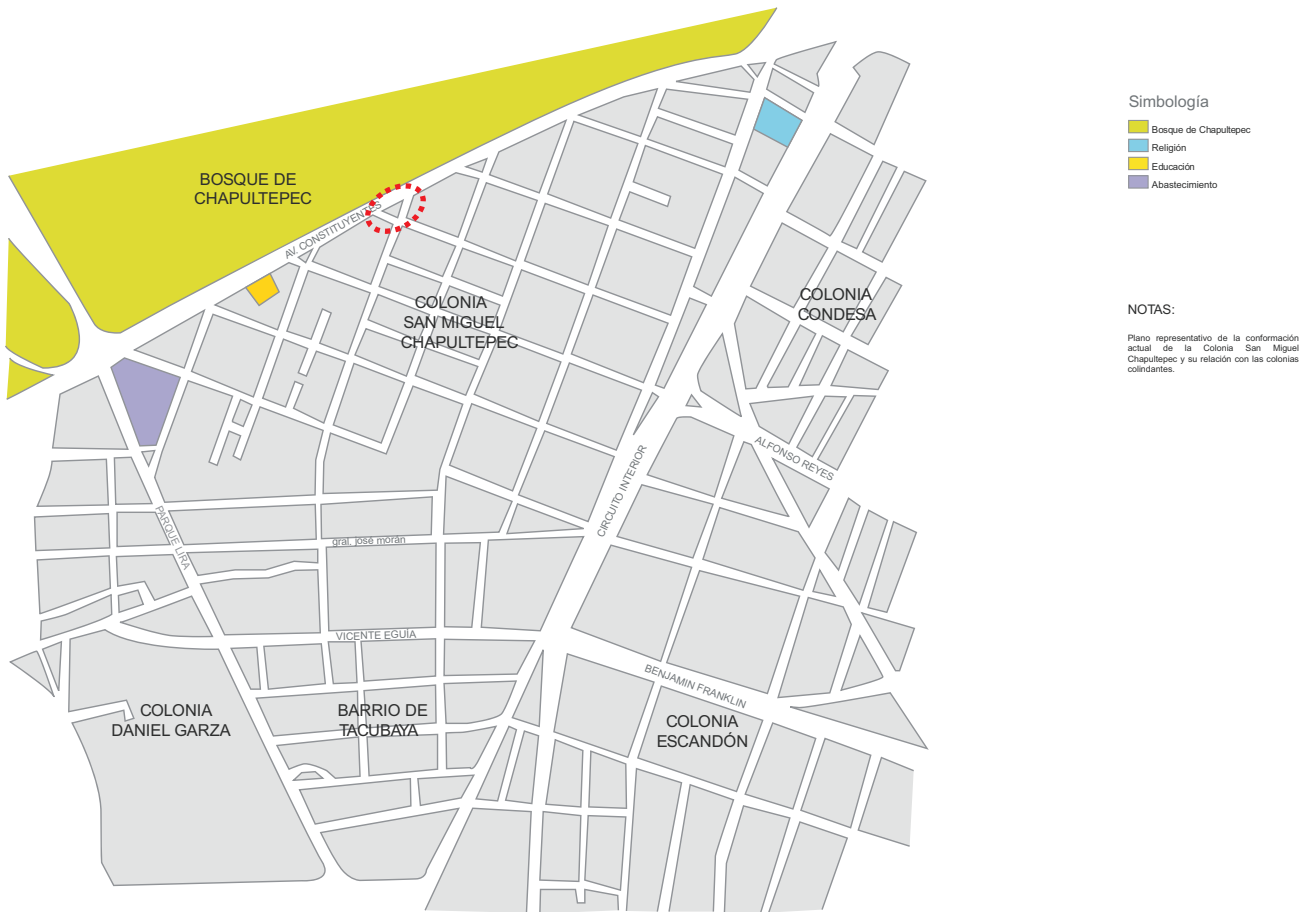 BOSQUE DE
CHAPULTEPEC
AV. CONSTITUYENTES
COLONIA
SAN MIGUEL
CHAPULTEPEC
COLONIA
CONDESA
ALFONSO REYES
CIRCUITO INTERIOR
PARQUE LIRA
gral. josé morán
VICENTE EGUÍA
BENJAMIN FRANKLIN
COLONIA
DANIEL GARZA
BARRIO DE
TACUBAYA
COLONIA
ESCANDÓN
Simbología
Bosque de Chapultepec
Religión
Educación
Abastecimiento
NOTAS:
Plano representativo de la conformación
actual de la Colonia San Miguel
Chapultepec y su relación con las colonias
colindantes.